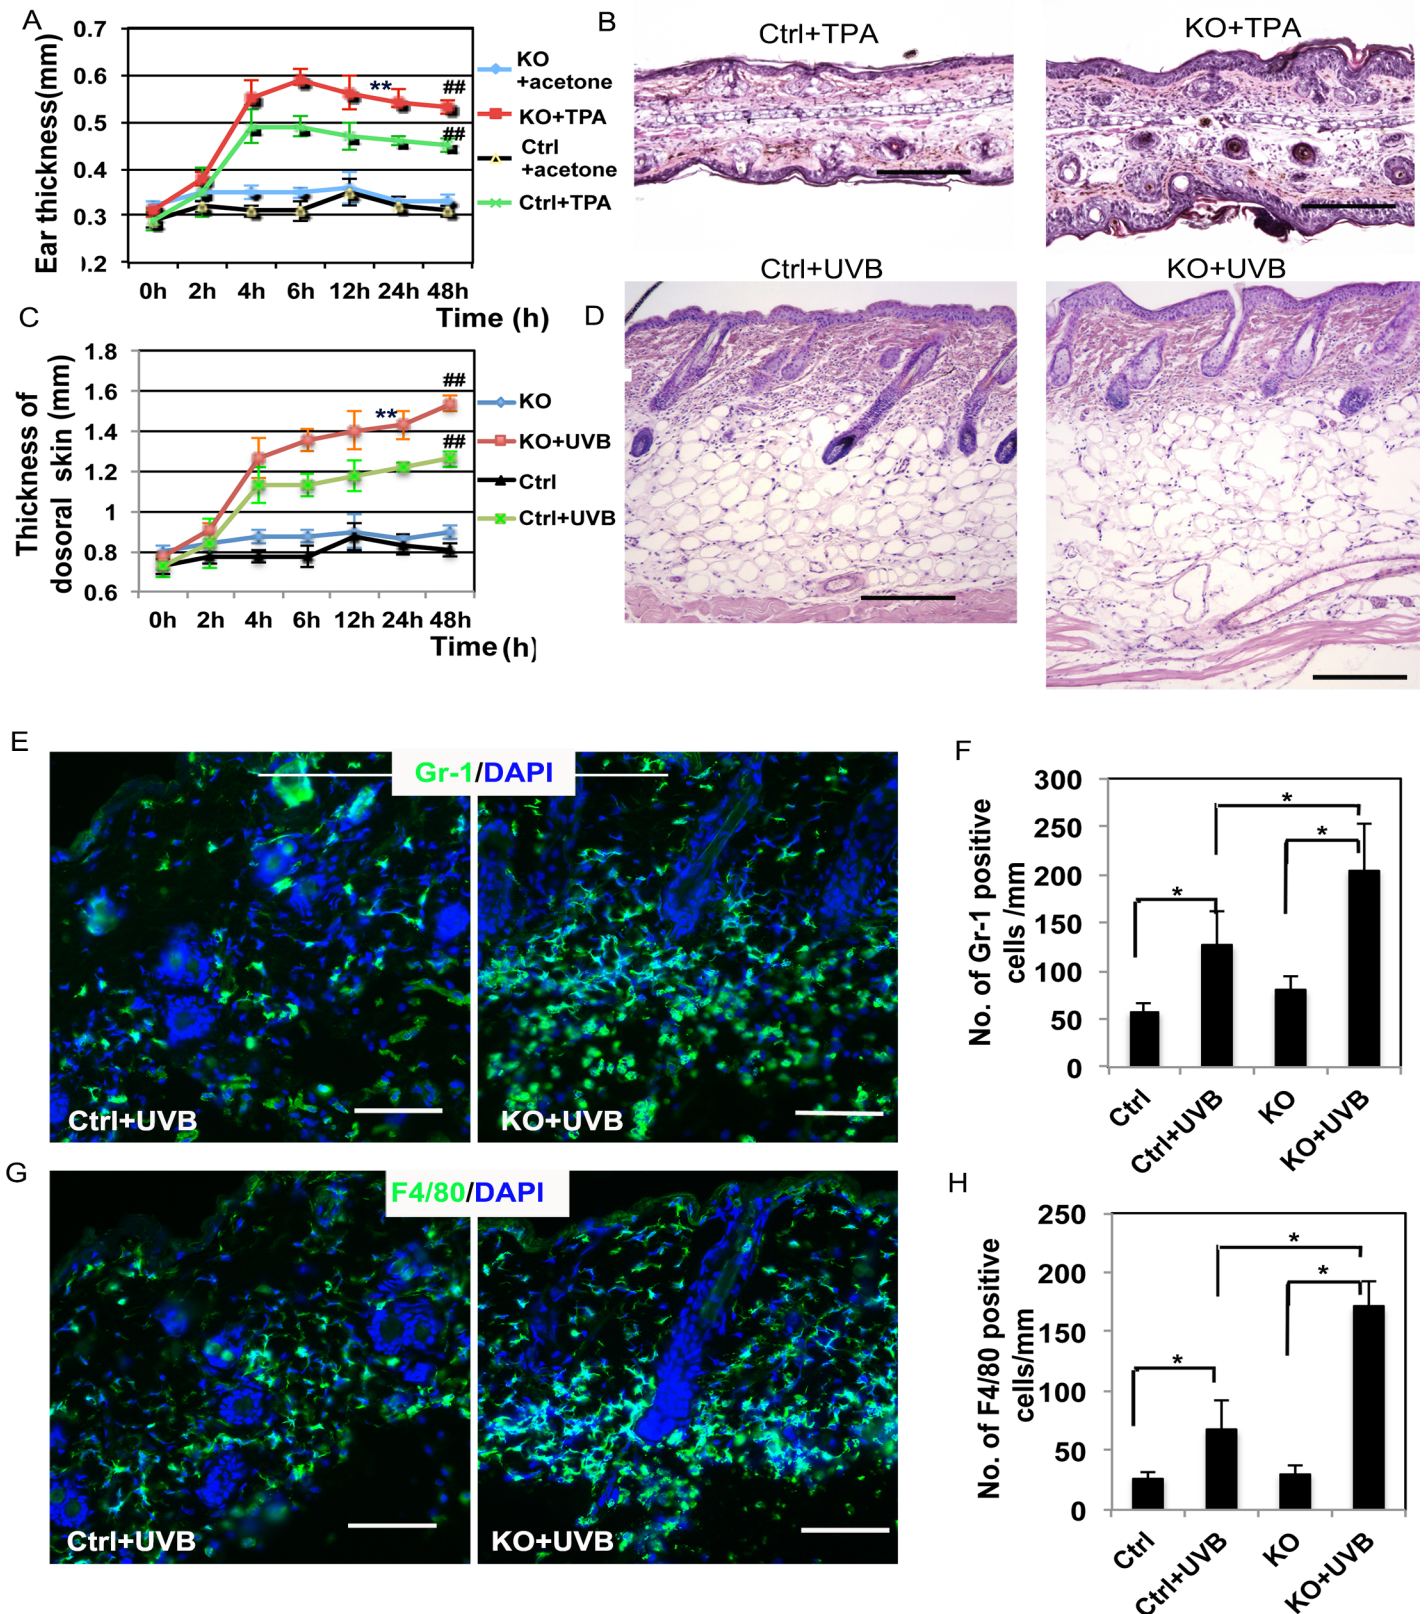 A
0.7
0.6
0.5
0.4
0.3
).2
Ear thickness(mm)
** ##
##
0h 2h 4h 6h 12h 24h 48h
Time (h)
KO
+acetone
KO+TPA
Ctrl
+acetone
Ctrl+TPA
B
Ctrl+TPA
KO+TPA
C
1.8
1.6
1.4
1.2
1
0.8
0.6
Thickness of
dosoral skin (mm)
##
**
##
0h 2h 4h 6h 12h 24h 48h
Time (h)
KO
KO+UVB
Ctrl
Ctrl+UVB
D
Ctrl+UVB
KO+UVB
E
Gr-1/DAPI
Ctrl+UVB
KO+UVB
F
300
250
200
150
100
50
0
No. of Gr-1 positive
cells /mm
*
*
*
Ctrl
Ctrl+UVB
KO
KO+UVB
G
F4/80/DAPI
Ctrl+UVB
KO+UVB
H
250
200
150
100
50
0
No. of F4/80 positive
cells/mm
*
*
*
Ctrl
Ctrl+UVB
KO
KO+UVB